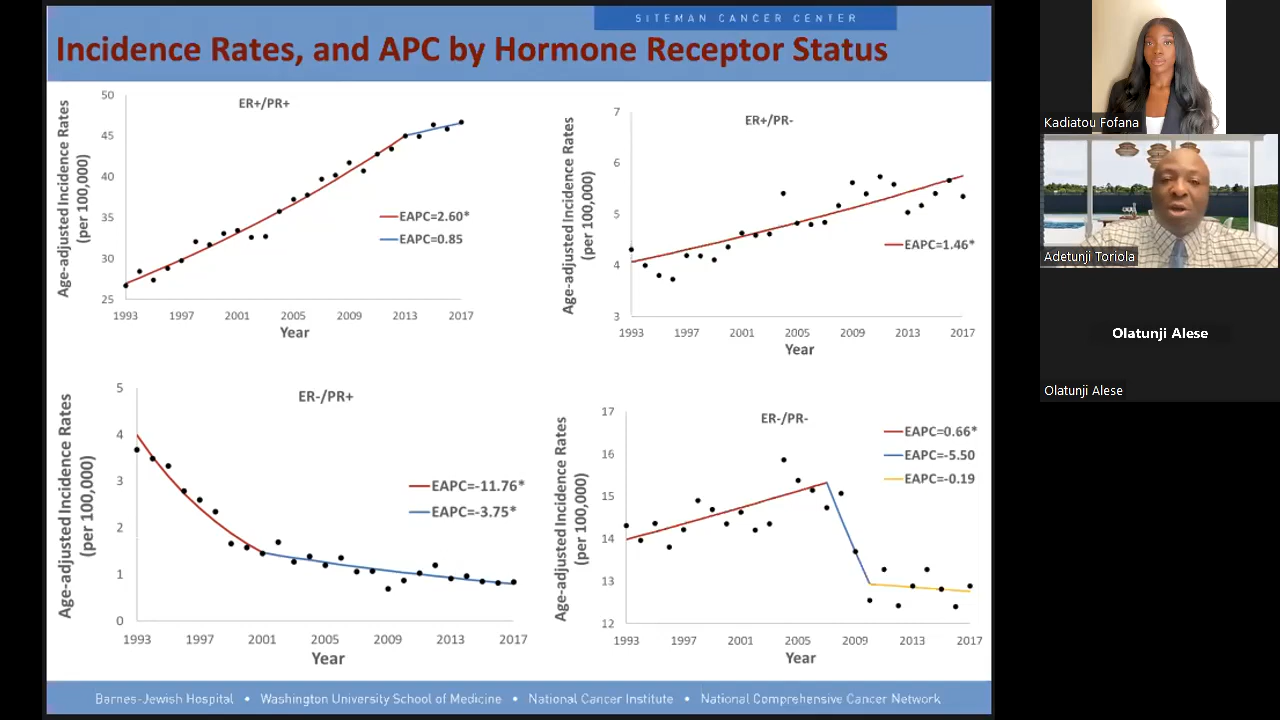 SITEMAN CANCER CENTER
Incidence Rates, and APC by Hormone Receptor Status
ER+/PR+
Age-adjusted Incidence Rates
(per 100,000)
50
45
40
35
30
25
EAPC=2.60*
EAPC=0.85
1993 1997 2001 2005 2009 2013 2017
Year
ER+/PR-
Age-adjusted Incidence Rates
(per 100,000)
7
6
5
4
3
EAPC=1.46*
1993 1997 2001 2005 2009 2013 2017
Year
ER-/PR+
Age-adjusted Incidence Rates
(per 100,000)
5
4
3
2
1
0
EAPC=-11.76*
EAPC=-3.75*
1993 1997 2001 2005 2009 2013 2017
Year
ER-/PR-
Age-adjusted Incidence Rates
(per 100,000)
17
16
15
14
13
12
EAPC=0.66*
EAPC=-5.50
EAPC=-0.19
1993 1997 2001 2005 2009 2013 2017
Year
Barnes-Jewish Hospital • Washington University School of Medicine • National Cancer Institute • National Comprehensive Cancer Network
Kadiatou Fofana
Adetunji Toriola
Olatunji Alese
Olatunji Alese